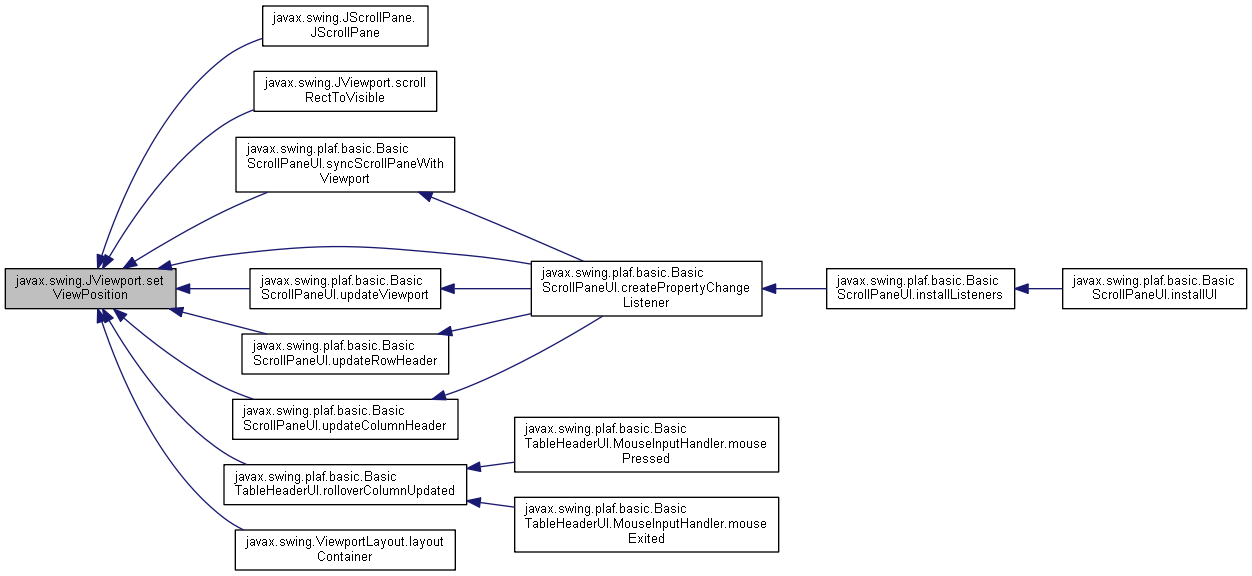 javax.swing.JScrollPane.
JScrollPane
javax.swing.JViewport.scroll
RectToVisible
javax.swing.plaf.basic.Basic
ScrollPaneUI.syncScrollPaneWith
Viewport
javax.swing.JViewport.set
ViewPosition
javax.swing.plaf.basic.Basic
ScrollPaneUI.updateViewport
javax.swing.plaf.basic.Basic
ScrollPaneUI.createPropertyChange
Listener
javax.swing.plaf.basic.Basic
ScrollPaneUI.installListeners
javax.swing.plaf.basic.Basic
ScrollPaneUI.installUI
javax.swing.plaf.basic.Basic
ScrollPaneUI.updateRowHeader
javax.swing.plaf.basic.Basic
ScrollPaneUI.updateColumnHeader
javax.swing.plaf.basic.Basic
TableHeaderUI.rolloverColumnUpdated
javax.swing.plaf.basic.Basic
TableHeaderUI.MouseInputHandler.mouse
Pressed
javax.swing.plaf.basic.Basic
TableHeaderUI.MouseInputHandler.mouse
Exited
javax.swing.ViewportLayout.layout
Container